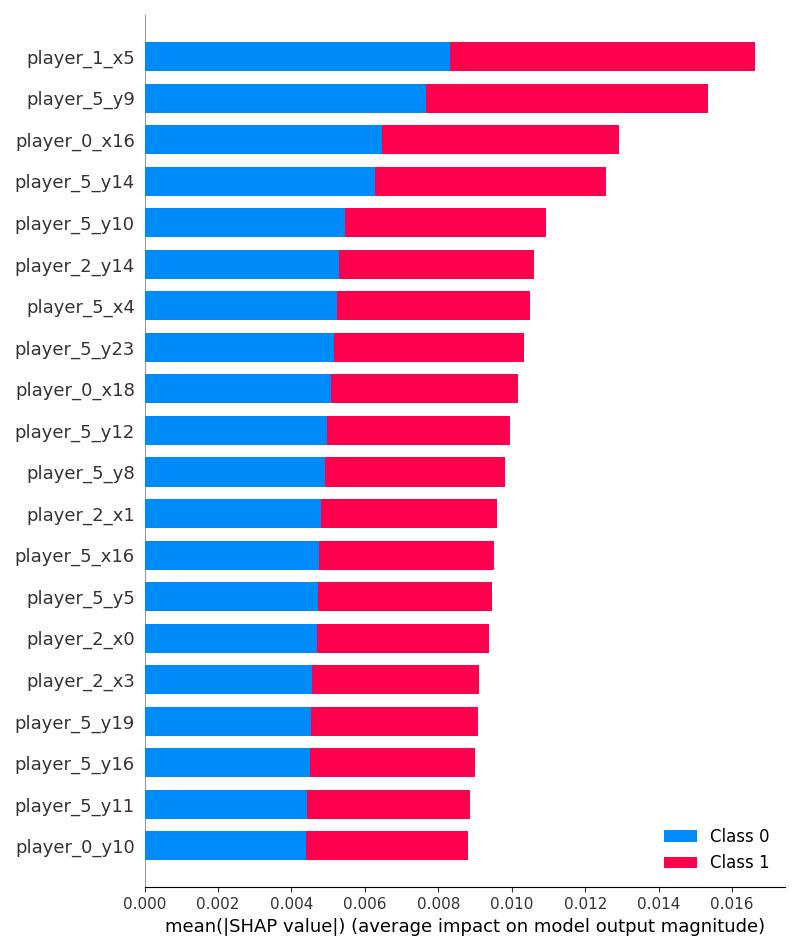 player_1_x5
player_5_y9
player_0_x16
player_5_y14
player_5_y10
player_2_y14
player_5_x4
player_5_y23
player_0_x18
player_5_y12
player_5_y8
player_2_x1
player_5_x16
player_5_y5
player_2_x0
player_2_x3
player_5_y19
player_5_y16
player_5_y11
player_0_y10
Class 0
Class 1
0.000 0.002 0.004 0.006 0.008 0.010 0.012 0.014 0.016
mean(|SHAP value|) (average impact on model output magnitude)